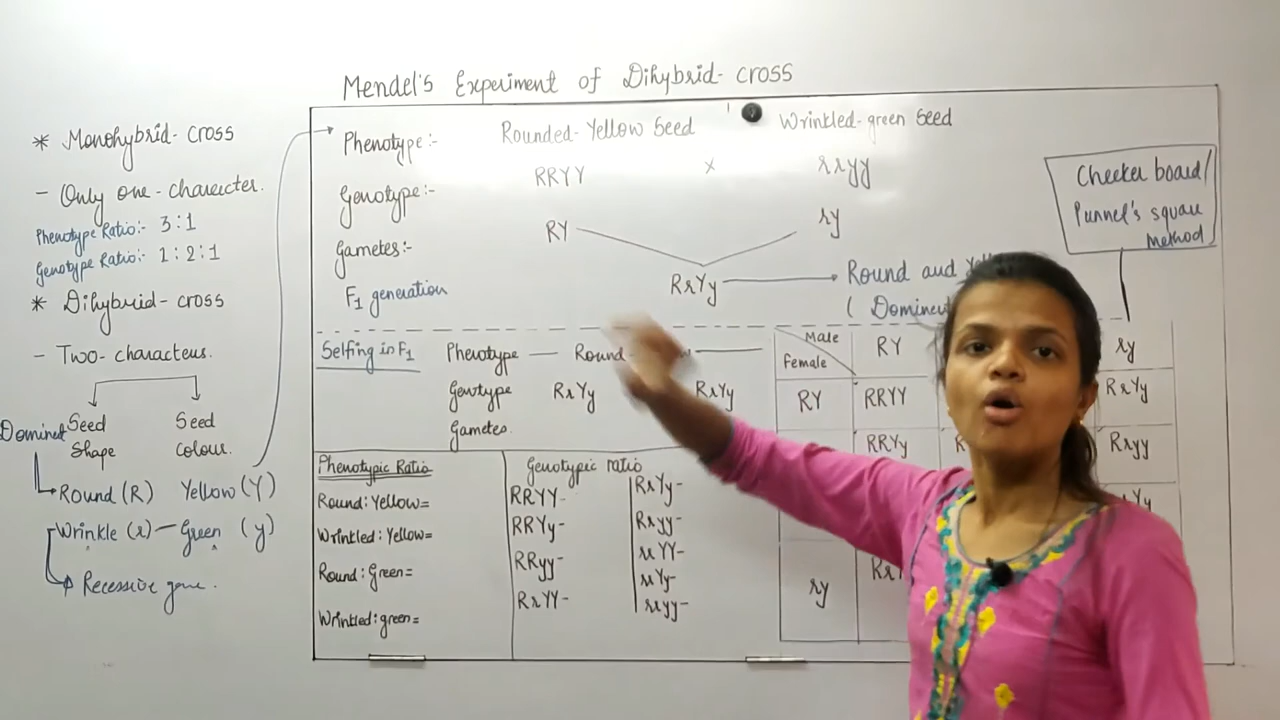 Mendel's Experiment of Dihybrid- cross
* Monohybrid- cross
- Only one-charecter.
Phenotype Ratio:- 3:1
Genotype Ratio:- 1:2:1
* Dihybrid- cross
- Two-characteus.
Seed Shape
Seed colour.
Dominet
Round (R) Yellow (Y)
Wrinkle (r) - Green (y)
Recessive gene.
Phenotype:- Rounded-Yellow Seed Wrinkled-green Seed
Genotype:- RRYY x rryy
Gametes:- RY ry
F1 generation RrYy Round and
( Dominent
Checker board/
Punnel's square
Method
Selfing in F1 Phenotype — Round-
Genotype RrYy RrYy
Gametes.
Phenotypic Ratio
Round:Yellow=
Wrinkled:Yellow=
Round:Green=
Wrinkled:green=
Genotypic ratio
RRYY- RrYy-
RRYy- Rryy-
RRyy- rrYY-
RrYY- rrYy-
rryy-
Male
Female
RY ry
RY RRYY RrYy
RRYy Rryy
ry